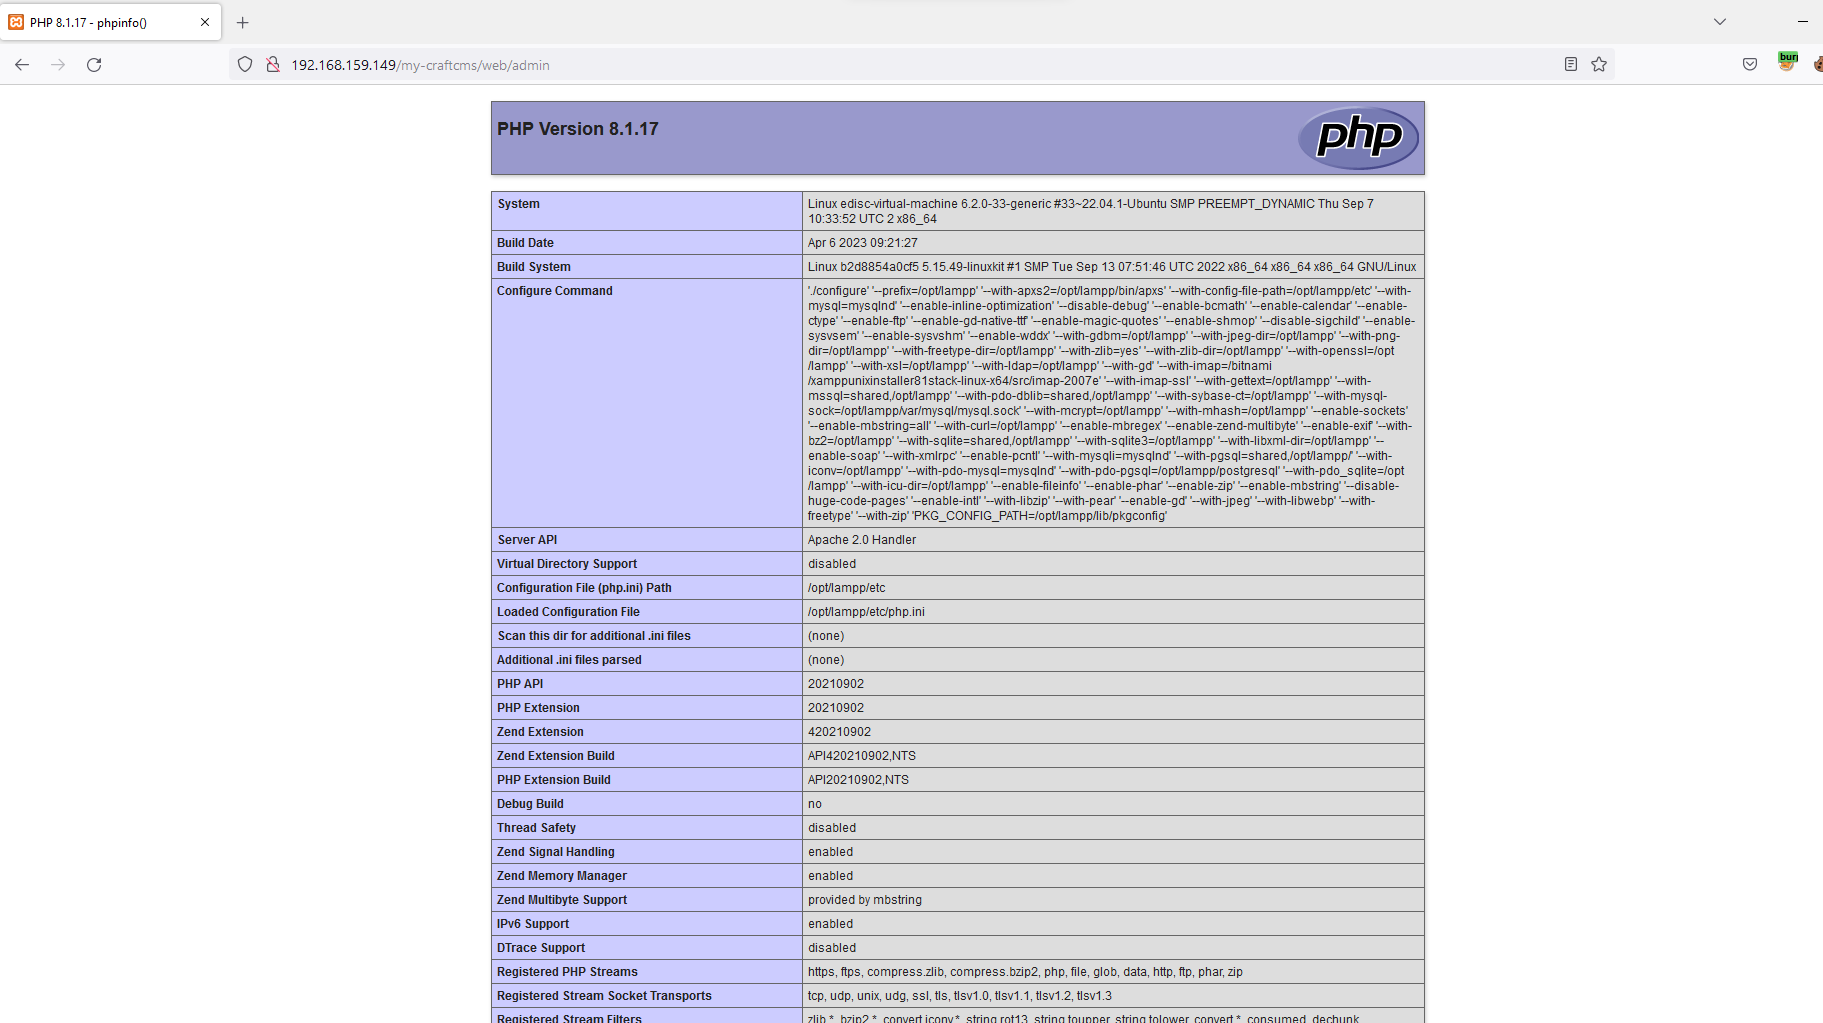 PHP 8.1.17 - phpinfo()
192.168.159.149/my-craftcms/web/admin
PHP Version 8.1.17
php
System
Linux edisc-virtual-machine 6.2.0-33-generic #33~22.04.1-Ubuntu SMP PREEMPT_DYNAMIC Thu Sep 7
10:33:52 UTC 2 x86_64
Build Date
Apr 6 2023 09:21:27
Build System
Linux b2d8854a0cf5 5.15.49-linuxkit #1 SMP Tue Sep 13 07:51:46 UTC 2022 x86_64 x86_64 x86_64 GNU/Linux
Configure Command
'./configure' '--prefix=/opt/lampp' '--with-apxs2=/opt/lampp/bin/apxs' '--with-config-file-path=/opt/lampp/etc' '--with-
mysql=mysqlnd' '--enable-inline-optimization' '--disable-debug' '--enable-bcmath' '--enable-calendar' '--enable-
ctype' '--enable-ftp' '--enable-gd-native-ttf' '--enable-magic-quotes' '--enable-shmop' '--disable-sigchild' '--enable-
sysvsem' '--enable-sysvshm' '--enable-wddx' '--with-gdbm=/opt/lampp' '--with-jpeg-dir=/opt/lampp' '--with-png-
dir=/opt/lampp' '--with-freetype-dir=/opt/lampp' '--with-zlib=yes' '--with-zlib-dir=/opt/lampp' '--with-openssl=/opt
/lampp' '--with-xsl=/opt/lampp' '--with-ldap=/opt/lampp' '--with-gd' '--with-imap=/bitnami
/xamppunixinstaller81stack-linux-x64/src/imap-2007e' '--with-imap-ssl' '--with-gettext=/opt/lampp' '--with-
mssql=shared,/opt/lampp' '--with-pdo-dblib=shared,/opt/lampp' '--with-sybase-ct=/opt/lampp' '--with-mysql-
sock=/opt/lampp/var/mysql/mysql.sock' '--with-mcrypt=/opt/lampp' '--with-mhash=/opt/lampp' '--enable-sockets'
'--enable-mbstring=all' '--with-curl=/opt/lampp' '--enable-mbregex' '--enable-zend-multibyte' '--enable-exif' '--with-
bz2=/opt/lampp' '--with-sqlite=shared,/opt/lampp' '--with-sqlite3=/opt/lampp' '--with-libxml-dir=/opt/lampp' '--
enable-soap' '--with-xmlrpc' '--enable-pcntl' '--with-mysqli=mysqlnd' '--with-pgsql=shared,/opt/lampp/' '--with-
iconv=/opt/lampp' '--with-pdo-mysql=mysqlnd' '--with-pdo-pgsql=/opt/lampp/postgresql' '--with-pdo_sqlite=/opt
/lampp' '--with-icu-dir=/opt/lampp' '--enable-fileinfo' '--enable-phar' '--enable-zip' '--enable-mbstring' '--disable-
huge-code-pages' '--enable-intl' '--with-libzip' '--with-pear' '--enable-gd' '--with-jpeg' '--with-libwebp' '--with-
freetype' '--with-zip' 'PKG_CONFIG_PATH=/opt/lampp/lib/pkgconfig'
Server API
Apache 2.0 Handler
Virtual Directory Support
disabled
Configuration File (php.ini) Path
/opt/lampp/etc
Loaded Configuration File
/opt/lampp/etc/php.ini
Scan this dir for additional .ini files
(none)
Additional .ini files parsed
(none)
PHP API
20210902
PHP Extension
20210902
Zend Extension
420210902
Zend Extension Build
API420210902,NTS
PHP Extension Build
API20210902,NTS
Debug Build
no
Thread Safety
disabled
Zend Signal Handling
enabled
Zend Memory Manager
enabled
Zend Multibyte Support
provided by mbstring
IPv6 Support
enabled
DTrace Support
disabled
Registered PHP Streams
https, ftps, compress.zlib, compress.bzip2, php, file, glob, data, http, ftp, phar, zip
Registered Stream Socket Transports
tcp, udp, unix, udg, ssl, tls, tlsv1.0, tlsv1.1, tlsv1.2, tlsv1.3
Registered Stream Filters
zlib.*, bzip2.*, convert.iconv.*, string.rot13, string.toupper, string.tolower, convert.*, consumed, dechunk